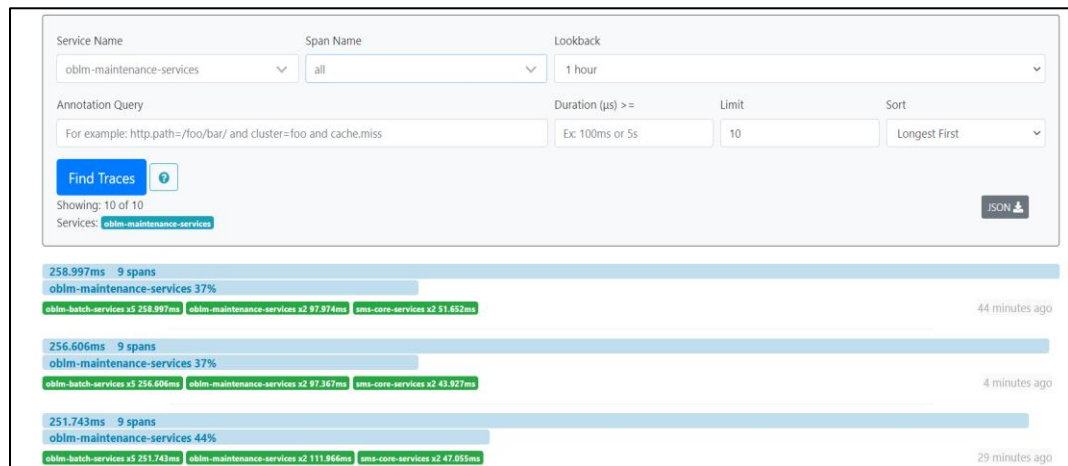 Service Name Span Name Lookback
oblm-maintenance-services all 1 hour
Annotation Query Duration (μs) >= Limit Sort
For example: http.path=/foo/bar/ and cluster=foo and cache.miss Ex: 100ms or 5s 10 Longest First
Find Traces ?
Showing: 10 of 10
Services: oblm-maintenance-services JSON
258.997ms 9 spans
oblm-maintenance-services 37%
oblm-batch-services x5 258.997ms oblm-maintenance-services x2 97.974ms sms-core-services x2 51.652ms 44 minutes ago
256.606ms 9 spans
oblm-maintenance-services 37%
oblm-batch-services x5 256.606ms oblm-maintenance-services x2 97.367ms sms-core-services x2 43.927ms 4 minutes ago
251.743ms 9 spans
oblm-maintenance-services 44%
oblm-batch-services x5 251.743ms oblm-maintenance-services x2 111.966ms sms-core-services x2 47.055ms 29 minutes ago